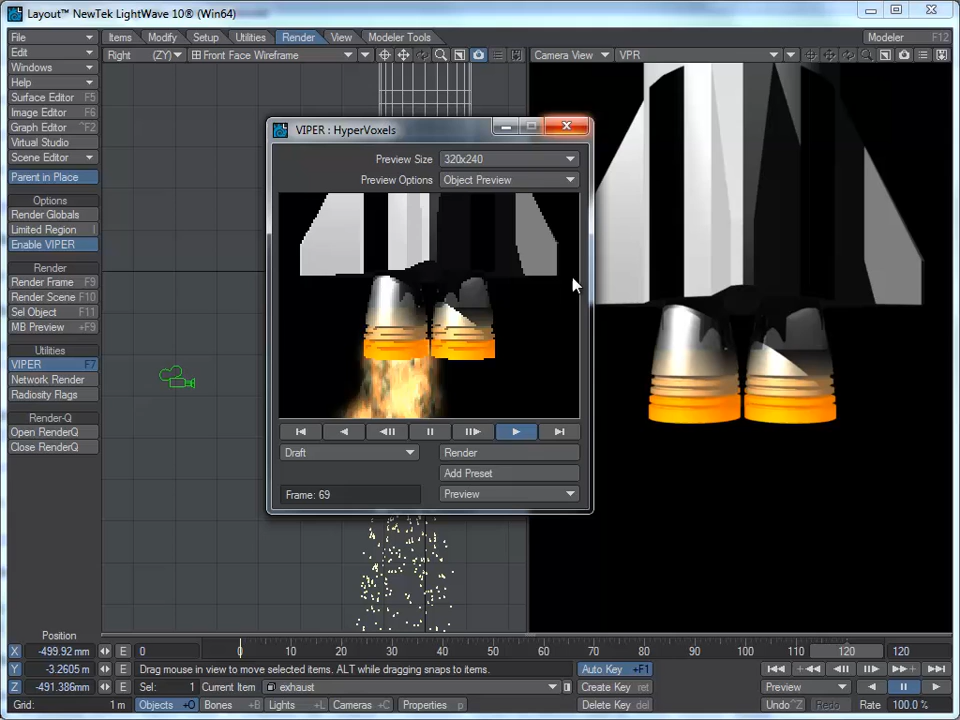 Layout™ NewTek LightWave 10® (Win64)
File
Items
Modify
Setup
Utilities
Render
View
Modeler Tools
Modeler F12
Edit
Windows
Help
Surface Editor F5
Image Editor F6
Graph Editor ^F2
Virtual Studio
Scene Editor
Parent in Place
Options
Render Globals
Limited Region l
Enable VIPER
Render
Render Frame F9
Render Scene F10
Sel Object F11
MB Preview +F9
Utilities
VIPER F7
Network Render
Radiosity Flags
Render-Q
Open RenderQ
Close RenderQ
Right (ZY) Front Face Wireframe
Camera View VPR
VIPER : HyperVoxels
Preview Size 320x240
Preview Options Object Preview
Draft
Render
Add Preset
Frame: 69
Preview
Position
X -499.92 mm E
Y -3.2605 m E
Z -491.386mm E
Grid: 1 m
0 0 10 20 30 40 50 60 70 80 90 100 110 120 120
Drag mouse in view to move selected items. ALT while dragging snaps to items.
Sel: 1 Current Item exhaust
Objects +O Bones +B Lights +L Cameras +C Properties p
Auto Key +F1
Create Key ret
Delete Key del
Preview
Undo ^Z Redo z Rate 100.0 %